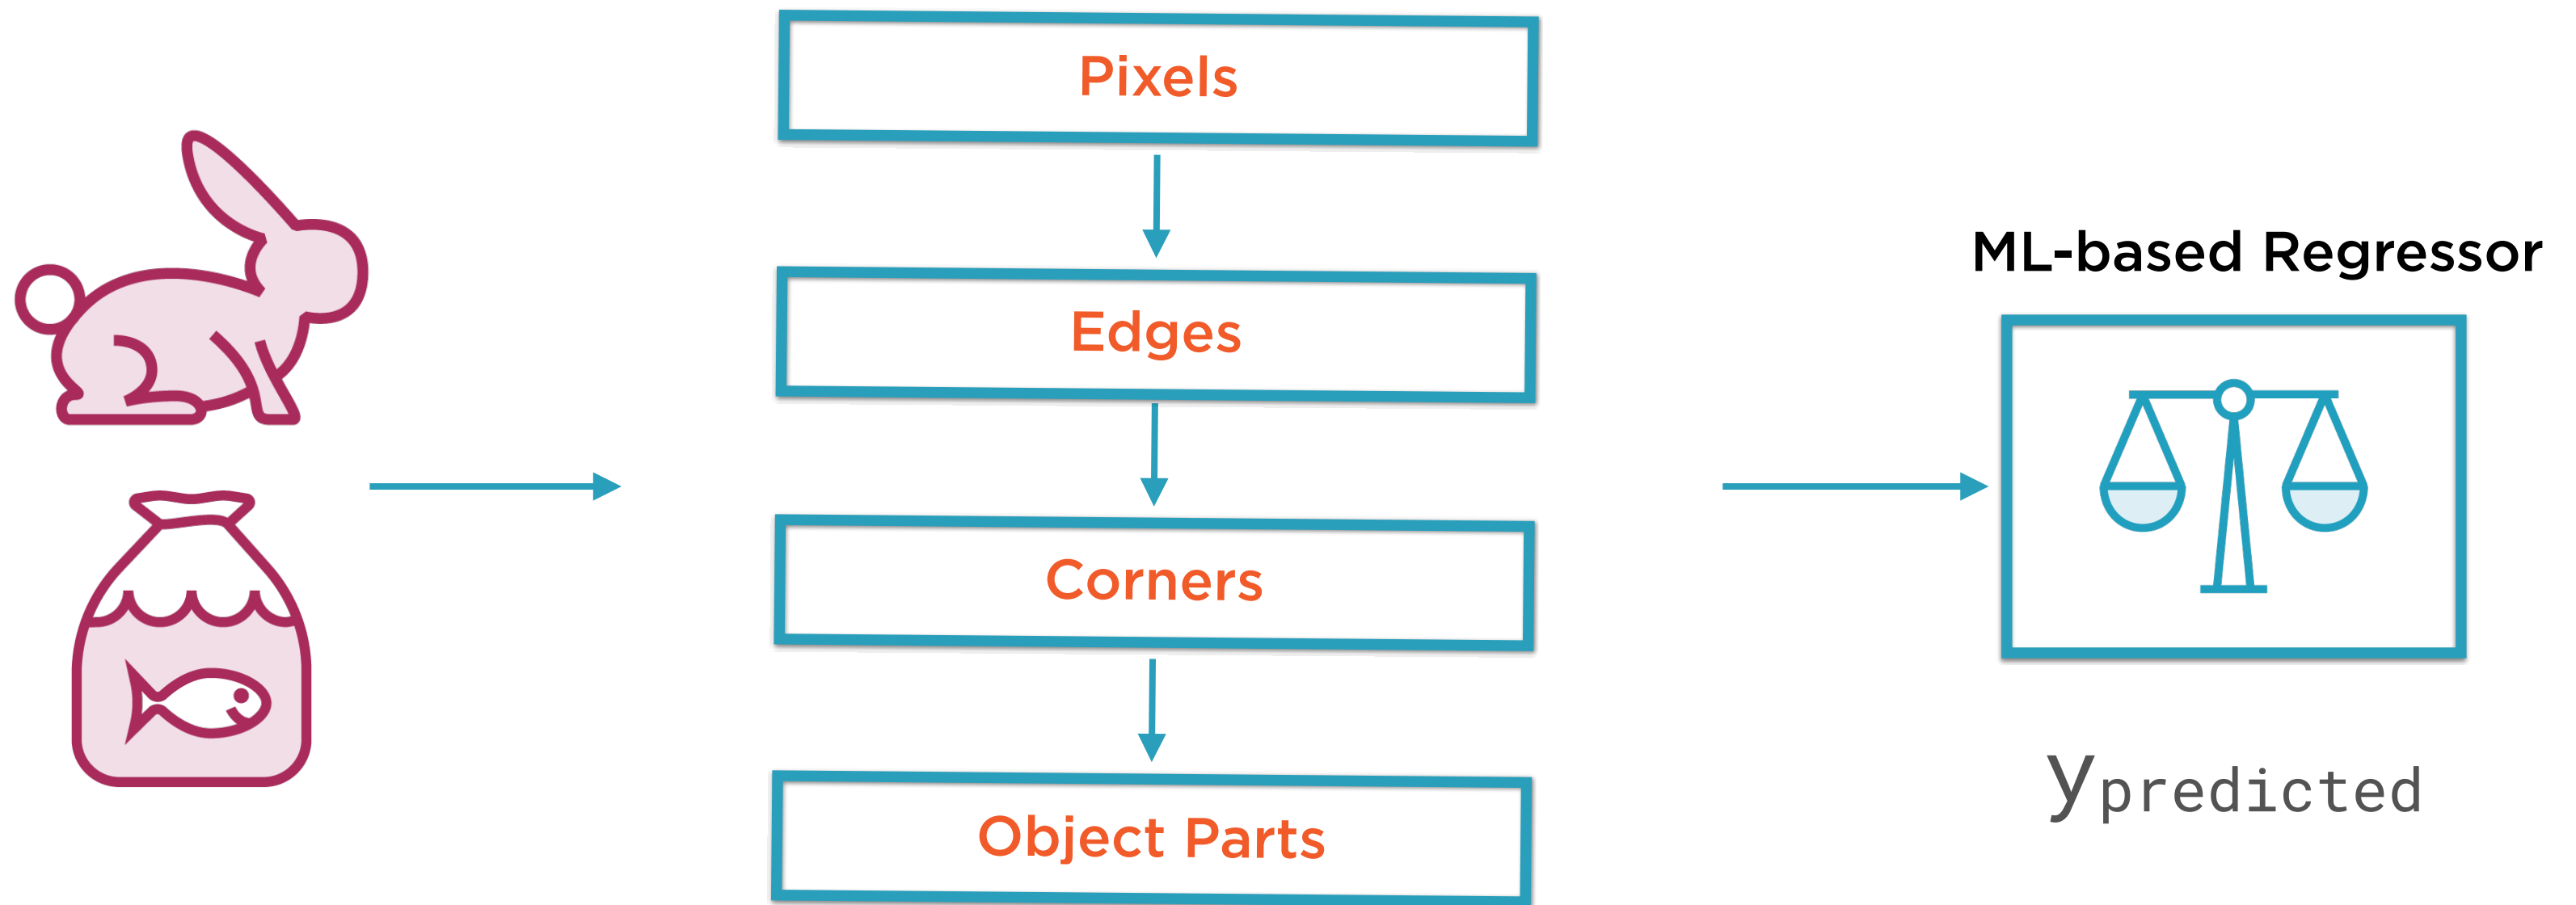 Pixels
Edges
Corners
Object Parts
ML-based Regressor
ypredicted